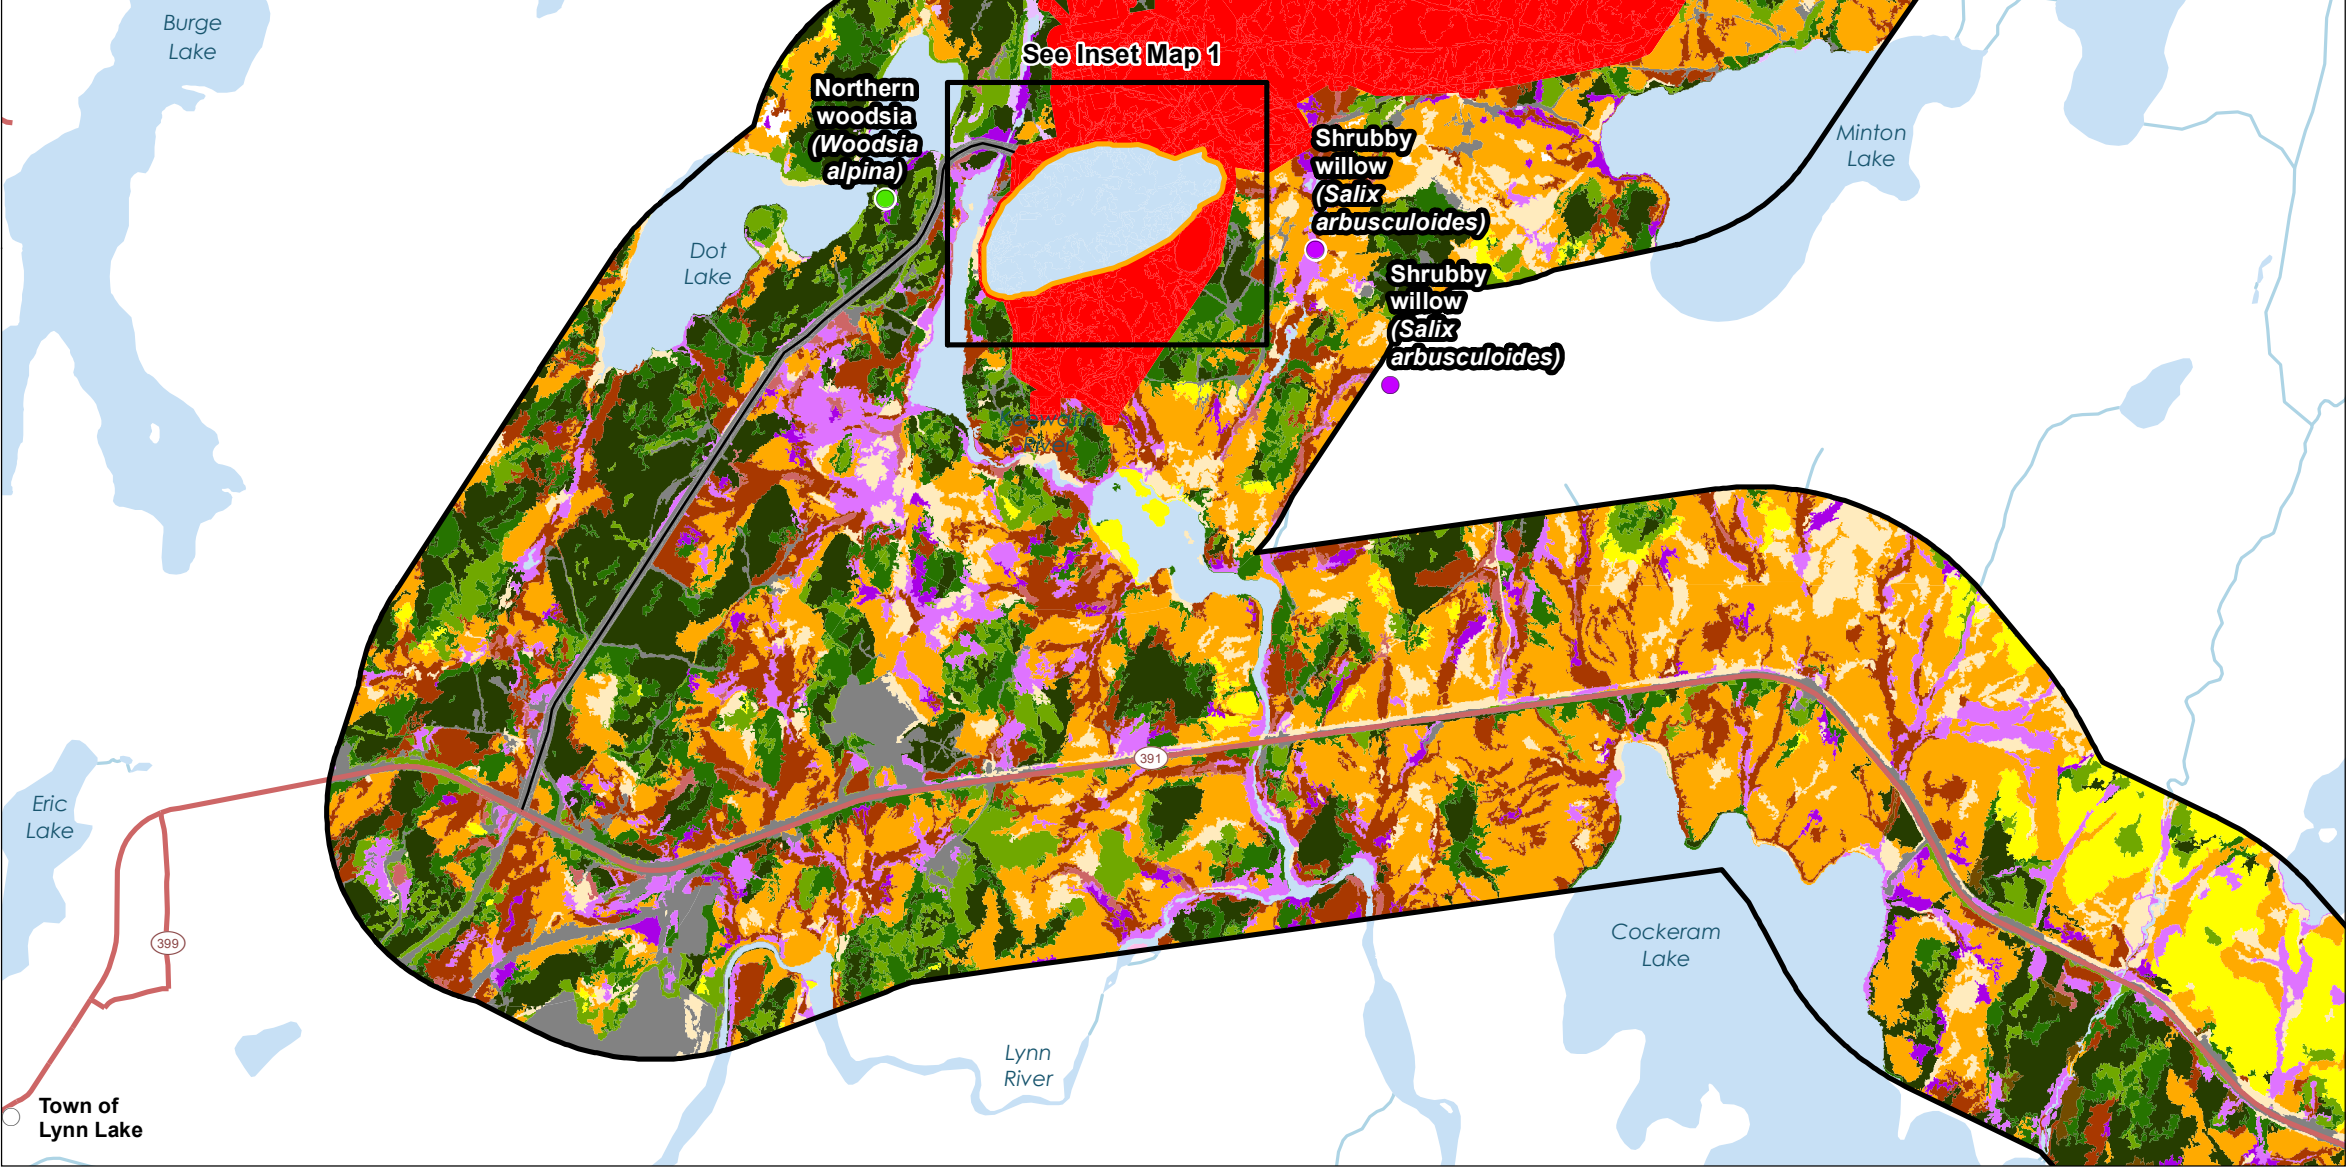 Burge
Lake
See Inset Map 1
Northern
woodsia
(Woodsia
alpina)
Shrubby
willow
(Salix
arbusculoides)
Minton
Lake
Dot
Lake
Shrubby
willow
(Salix
arbusculoides)
River
391
Eric
Lake
399
Cockeram
Lake
Lynn
River
Town of
Lynn Lake